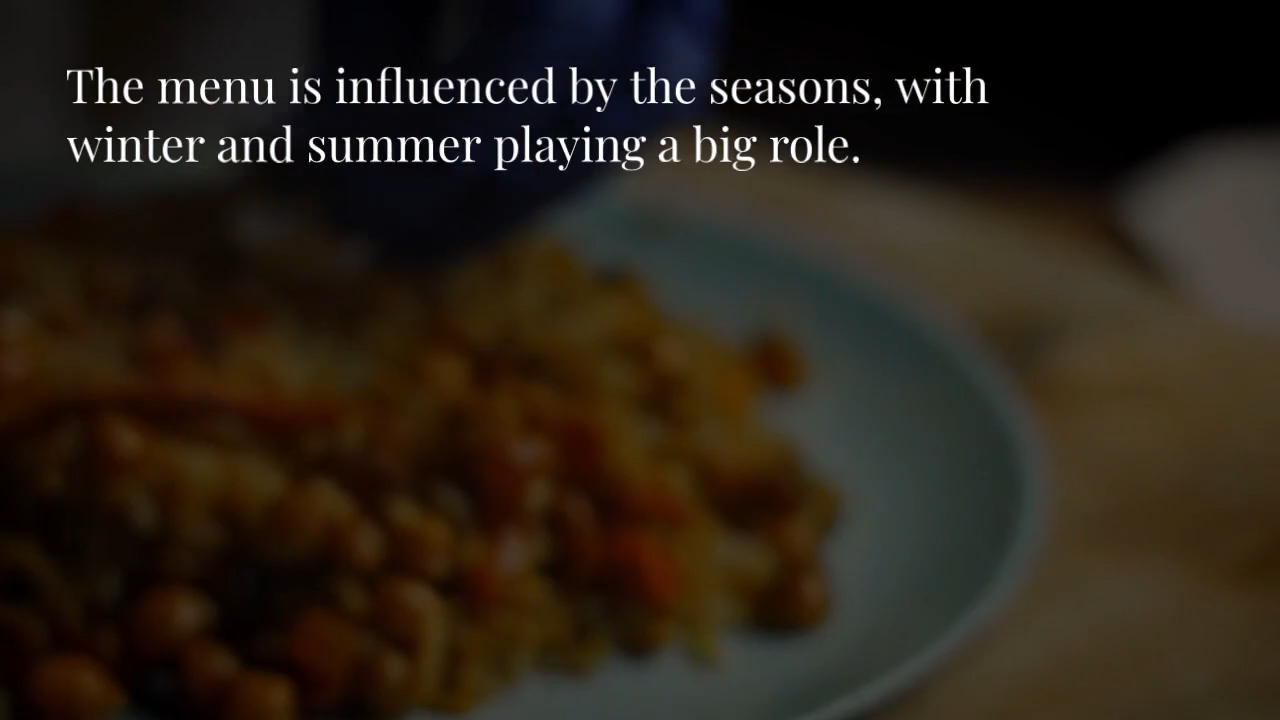 The menu is influenced by the seasons, with
winter and summer playing a big role.